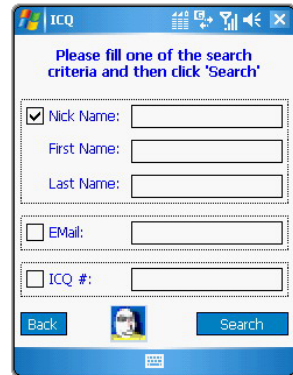 ICQ
Please fill one of the search
criteria and then click 'Search'
Nick Name:
First Name:
Last Name:
EMail:
ICQ #:
Back
Search